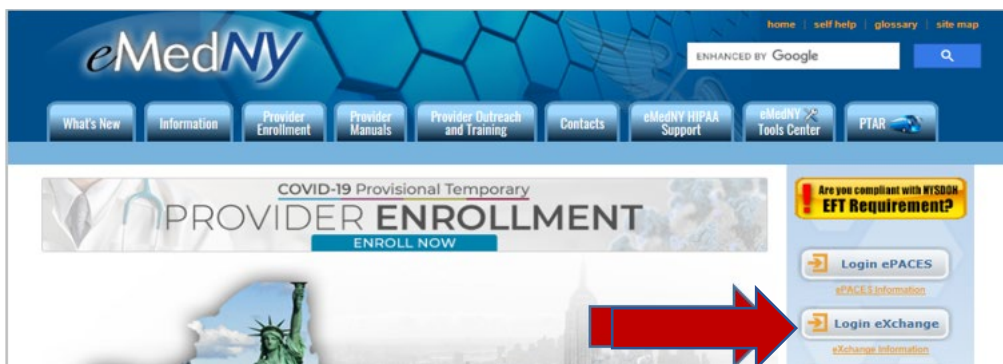 home | self help | glossary | site map
eMedNY
ENHANCED BY Google
What's New
Information
Provider
Enrollment
Provider
Manuals
Provider Outreach
and Training
Contacts
eMedNY HIPAA
Support
eMedNY
Tools Center
PTAR
COVID-19 Provisional Temporary
PROVIDER ENROLLMENT
ENROLL NOW
Are you compliant with NYSDOH
EFT Requirement?
Login ePACES
ePACES Information
Login eXchange
eXchange Information